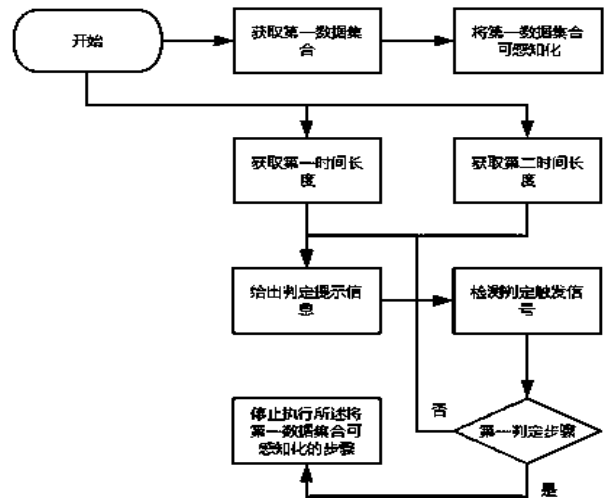 开始
获取第一数据集
合
将第一数据集合
可感知化
获取第一时间长
度
获取第二时间长
度
给出判定提示信
息
检测判定触发信
号
停止执行所述将
第一数据集合可
感知化的步骤
否
第一判定步骤
是